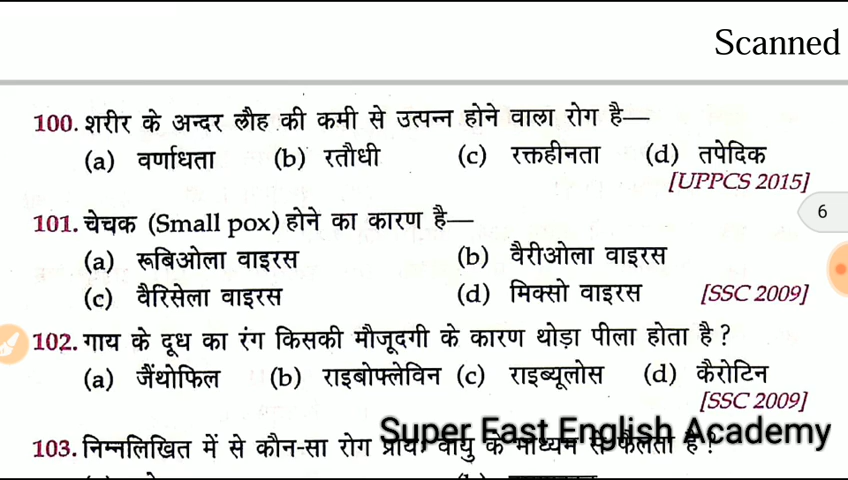 Scanned
100. शरीर के अन्दर लौह की कमी से उत्पन्न होने वाला रोग है—
(a) वर्णाधता (b) रतौधी (c) रक्तहीनता (d) तपेदिक
[UPPCS 2015]
6
101. चेचक (Small pox) होने का कारण है—
(a) रूबिओला वाइरस (b) वैरीओला वाइरस
(c) वैरिसेला वाइरस (d) मिक्सो वाइरस [SSC 2009]
102. गाय के दूध का रंग किसकी मौजूदगी के कारण थोड़ा पीला होता है ?
(a) जैंथोफिल (b) राइबोफ्लेविन (c) राइब्यूलोस (d) कैरोटिन
[SSC 2009]
Super Fast English Academy
103. निम्नलिखित में से कौन-सा रोग प्रायः वायु के माध्यम से फैलता है ?